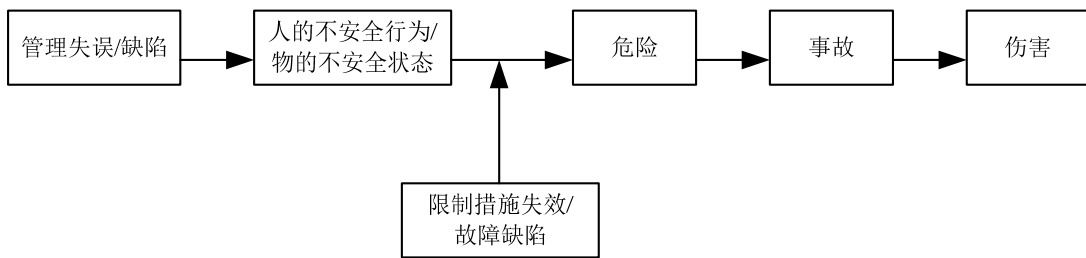 管理失误/缺陷
人的不安全行为/
物的不安全状态
危险
事故
伤害
限制措施失效/
故障缺陷